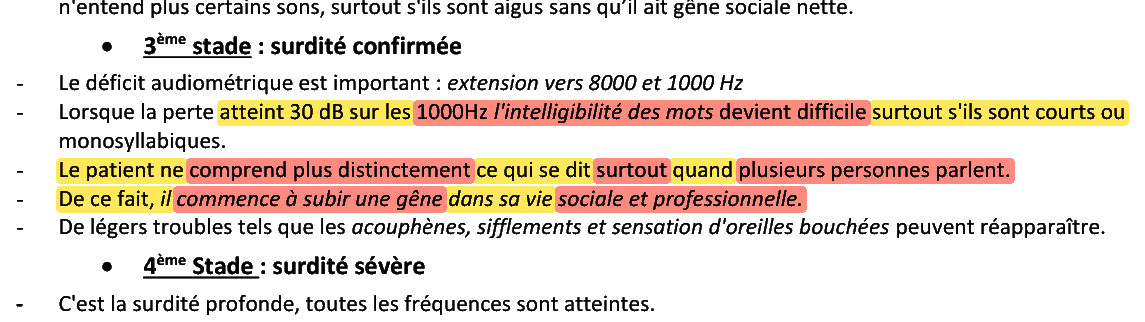 n'entend plus certains sons, surtout s'ils sont aigus sans qu'il ait gêne sociale nette.
• 3ème stade : surdité confirmée
- Le déficit audiométrique est important : extension vers 8000 et 1000 Hz
- Lorsque la perte atteint 30 dB sur les 1000Hz l'intelligibilité des mots devient difficile surtout s'ils sont courts ou
monosyllabiques.
- Le patient ne comprend plus distinctement ce qui se dit surtout quand plusieurs personnes parlent.
- De ce fait, il commence à subir une gêne dans sa vie sociale et professionnelle.
- De légers troubles tels que les acouphènes, sifflements et sensation d'oreilles bouchées peuvent réapparaître.
• 4ème Stade : surdité sévère
- C'est la surdité profonde, toutes les fréquences sont atteintes.